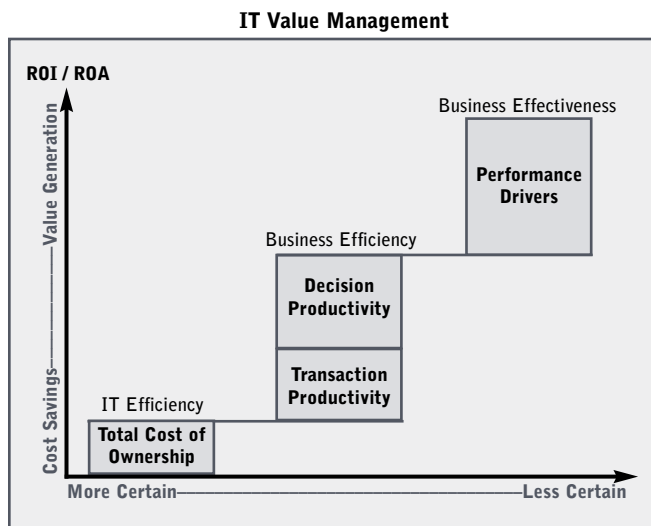 IT Value Management
ROI / ROA
Business Effectiveness
Performance
Drivers
Business Efficiency
Decision
Productivity
Transaction
Productivity
IT Efficiency
Total Cost of
Ownership
Cost Savings Value Generation
More Certain Less Certain